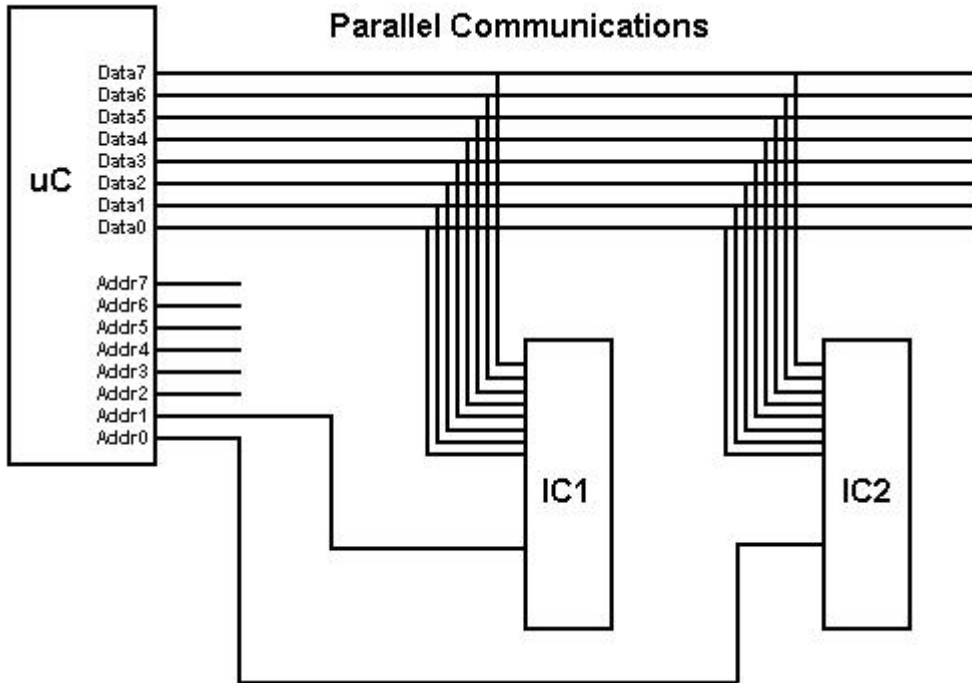 Parallel Communications
Data7
Data6
Data5
Data4
Data3
Data2
Data1
Data0
uC
Addr7
Addr6
Addr5
Addr4
Addr3
Addr2
Addr1
Addr0
IC1
IC2